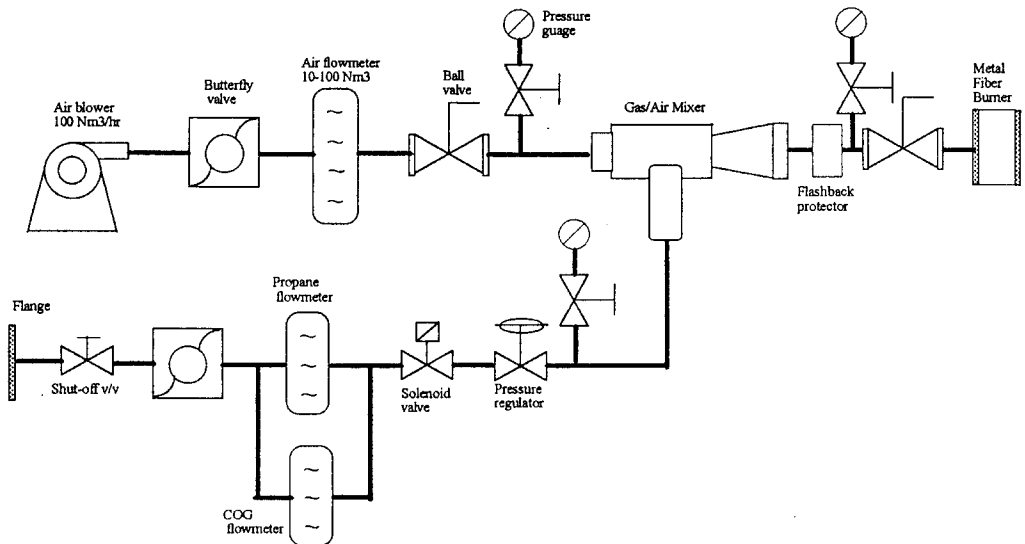 Pressure
guage
Air flowmeter
10-100 Nm3
Butterfly
valve
Ball
valve
Metal
Fiber
Burner
Air blower
100 Nm3/hr
Gas/Air Mixer
Flashback
protector
Propane
flowmeter
Flange
Shut-off v/v
Solenoid
valve
Pressure
regulator
COG
flowmeter